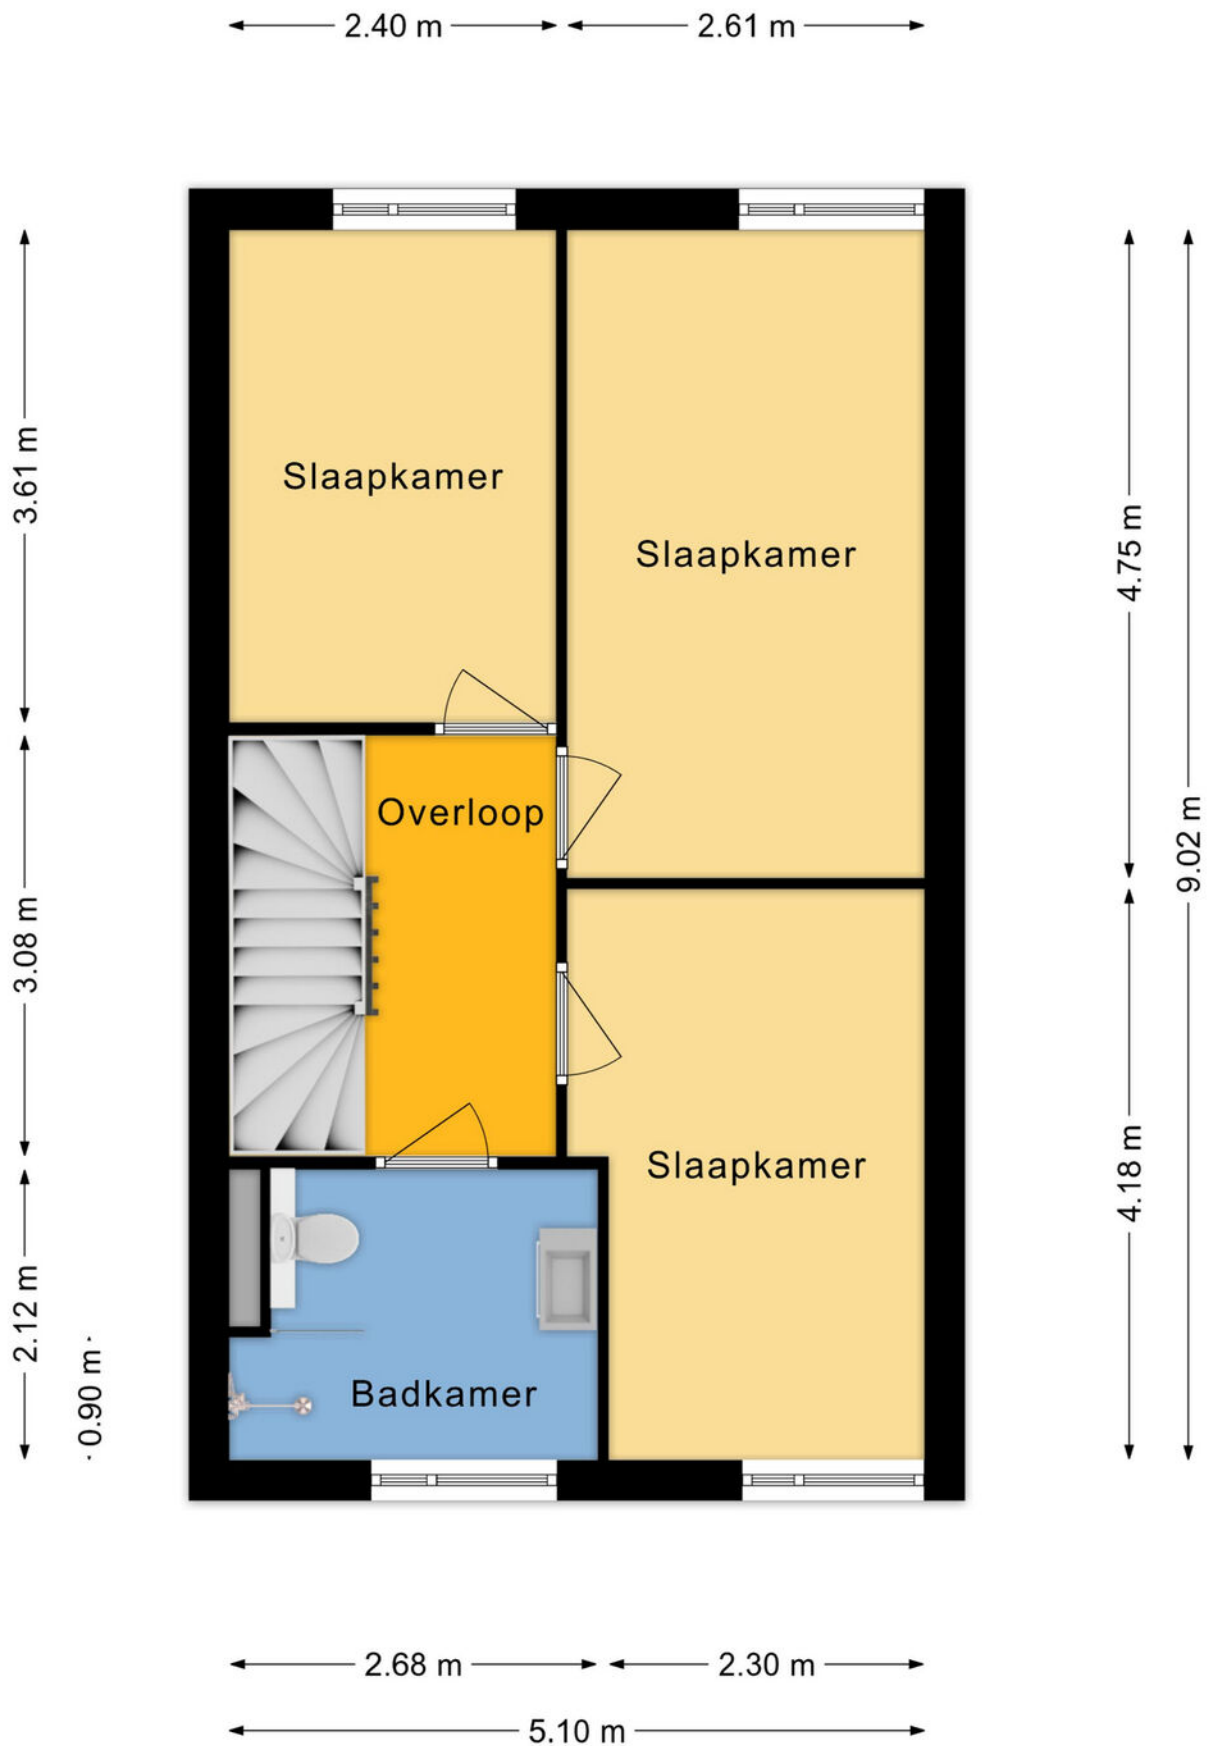 2.40 m
2.61 m
3.61 m
Slaapkamer
Slaapkamer
4.75 m
9.02 m
Overloop
3.08 m
Slaapkamer
4.18 m
2.12 m
0.90 m
Badkamer
2.68 m
2.30 m
5.10 m